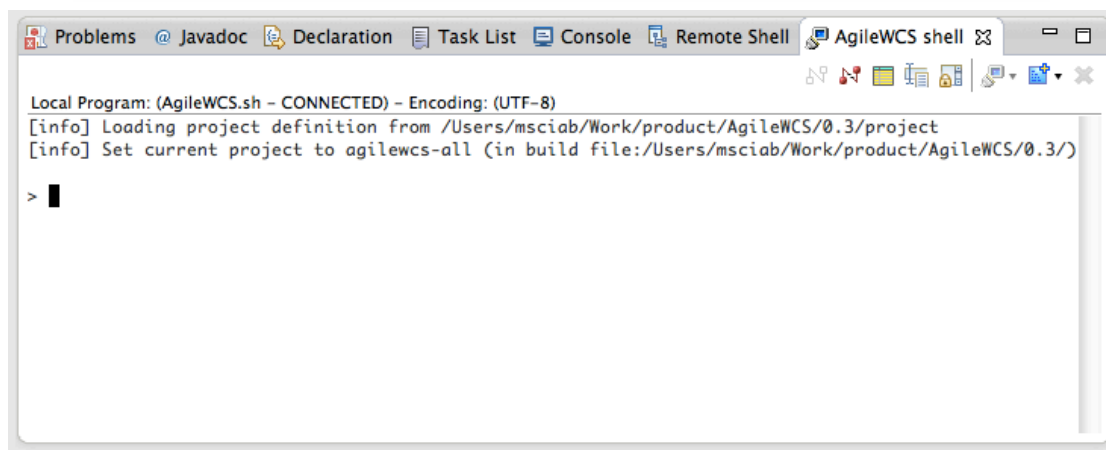 Problems @ Javadoc Declaration Task List Console Remote Shell AgileWCS shell
Local Program: (AgileWCS.sh – CONNECTED) – Encoding: (UTF-8)
[info] Loading project definition from /Users/msciab/Work/product/AgileWCS/0.3/project
[info] Set current project to agilewcs-all (in build file:/Users/msciab/Work/product/AgileWCS/0.3/)
>